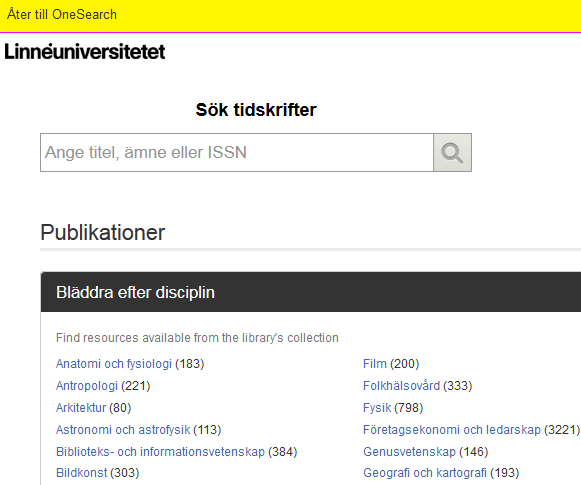 Åter till OneSearch
Linnéuniversitetet
Sök tidskrifter
Ange titel, ämne eller ISSN
Publikationer
Bläddra efter disciplin
Find resources available from the library's collection
Anatomi och fysiologi (183)
Antropologi (221)
Arkitektur (80)
Astronomi och astrofysik (113)
Biblioteks- och informationsvetenskap (384)
Bildkonst (303)
Film (200)
Folkhälsovård (333)
Fysik (798)
Företagsekonomi och ledarskap (3221)
Genusvetenskap (146)
Geografi och kartografi (193)